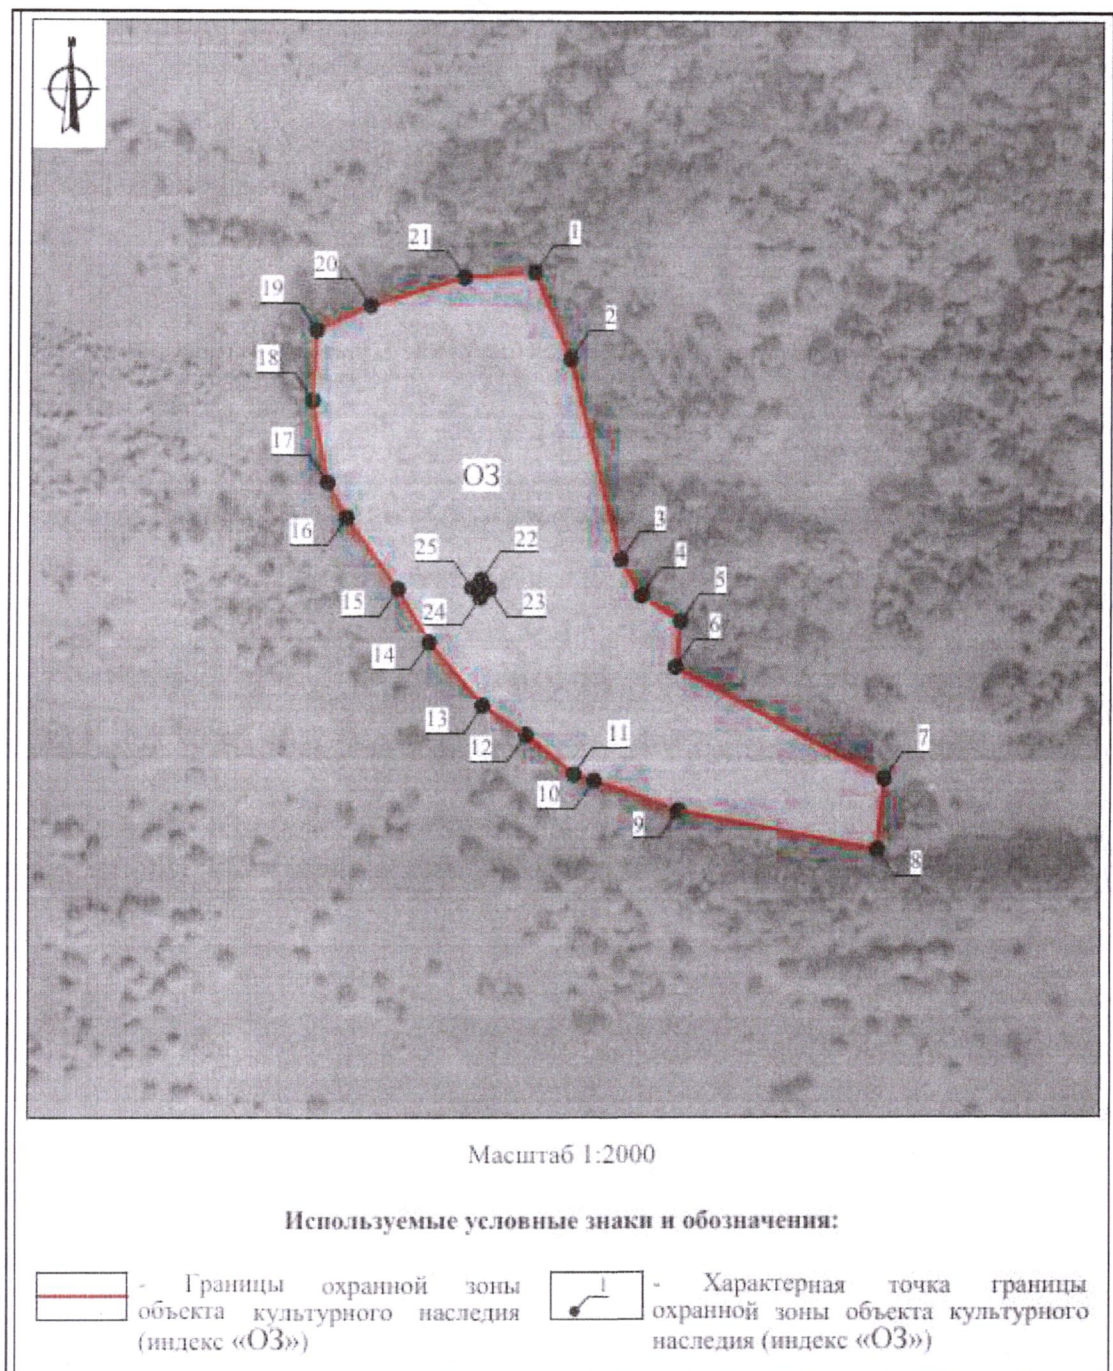 1
21
20
19
2
18
17
ОЗ
16
3
25
22
4
15
24
23
5
6
14
13
12
11
7
10
9
8
Масштаб 1:2000
Используемые условные знаки и обозначения:
- Границы охранной зоны
объекта культурного наследия
(индекс «ОЗ»)
1
- Характерная точка границы
охранной зоны объекта культурного
наследия (индекс «ОЗ»)